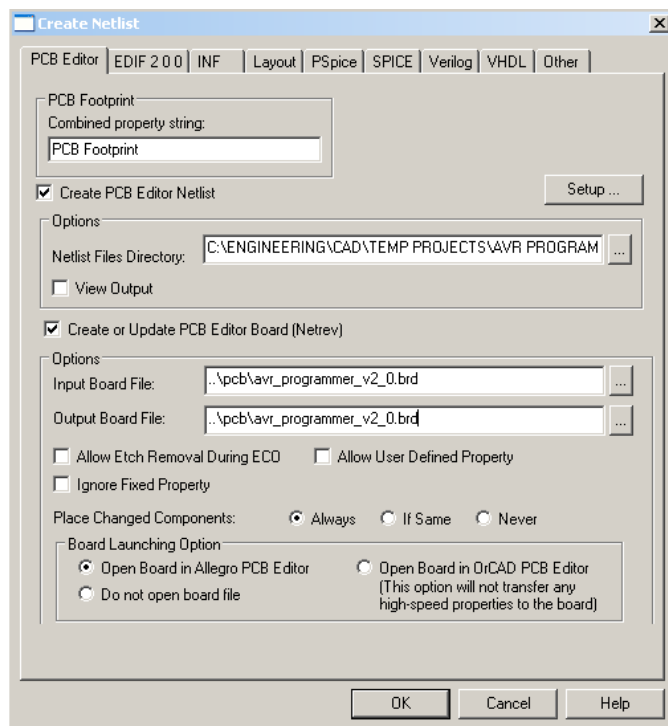 Create Netlist
PCB Editor EDIF 2 0 0 INF Layout PSpice SPICE Verilog VHDL Other
PCB Footprint
Combined property string:
PCB Footprint
Create PCB Editor Netlist
Setup ...
Options
Netlist Files Directory: C:\ENGINEERING\CAD\TEMP PROJECTS\AVR PROGRAM ...
View Output
Create or Update PCB Editor Board (Netrev)
Options
Input Board File: ..\pcb\avr_programmer_v2_0.brd ...
Output Board File: ..\pcb\avr_programmer_v2_0.brd ...
Allow Etch Removal During ECO Allow User Defined Property
Ignore Fixed Property
Place Changed Components: Always If Same Never
Board Launching Option
Open Board in Allegro PCB Editor Open Board in OrCAD PCB Editor
(This option will not transfer any
Do not open board file high-speed properties to the board)
OK Cancel Help